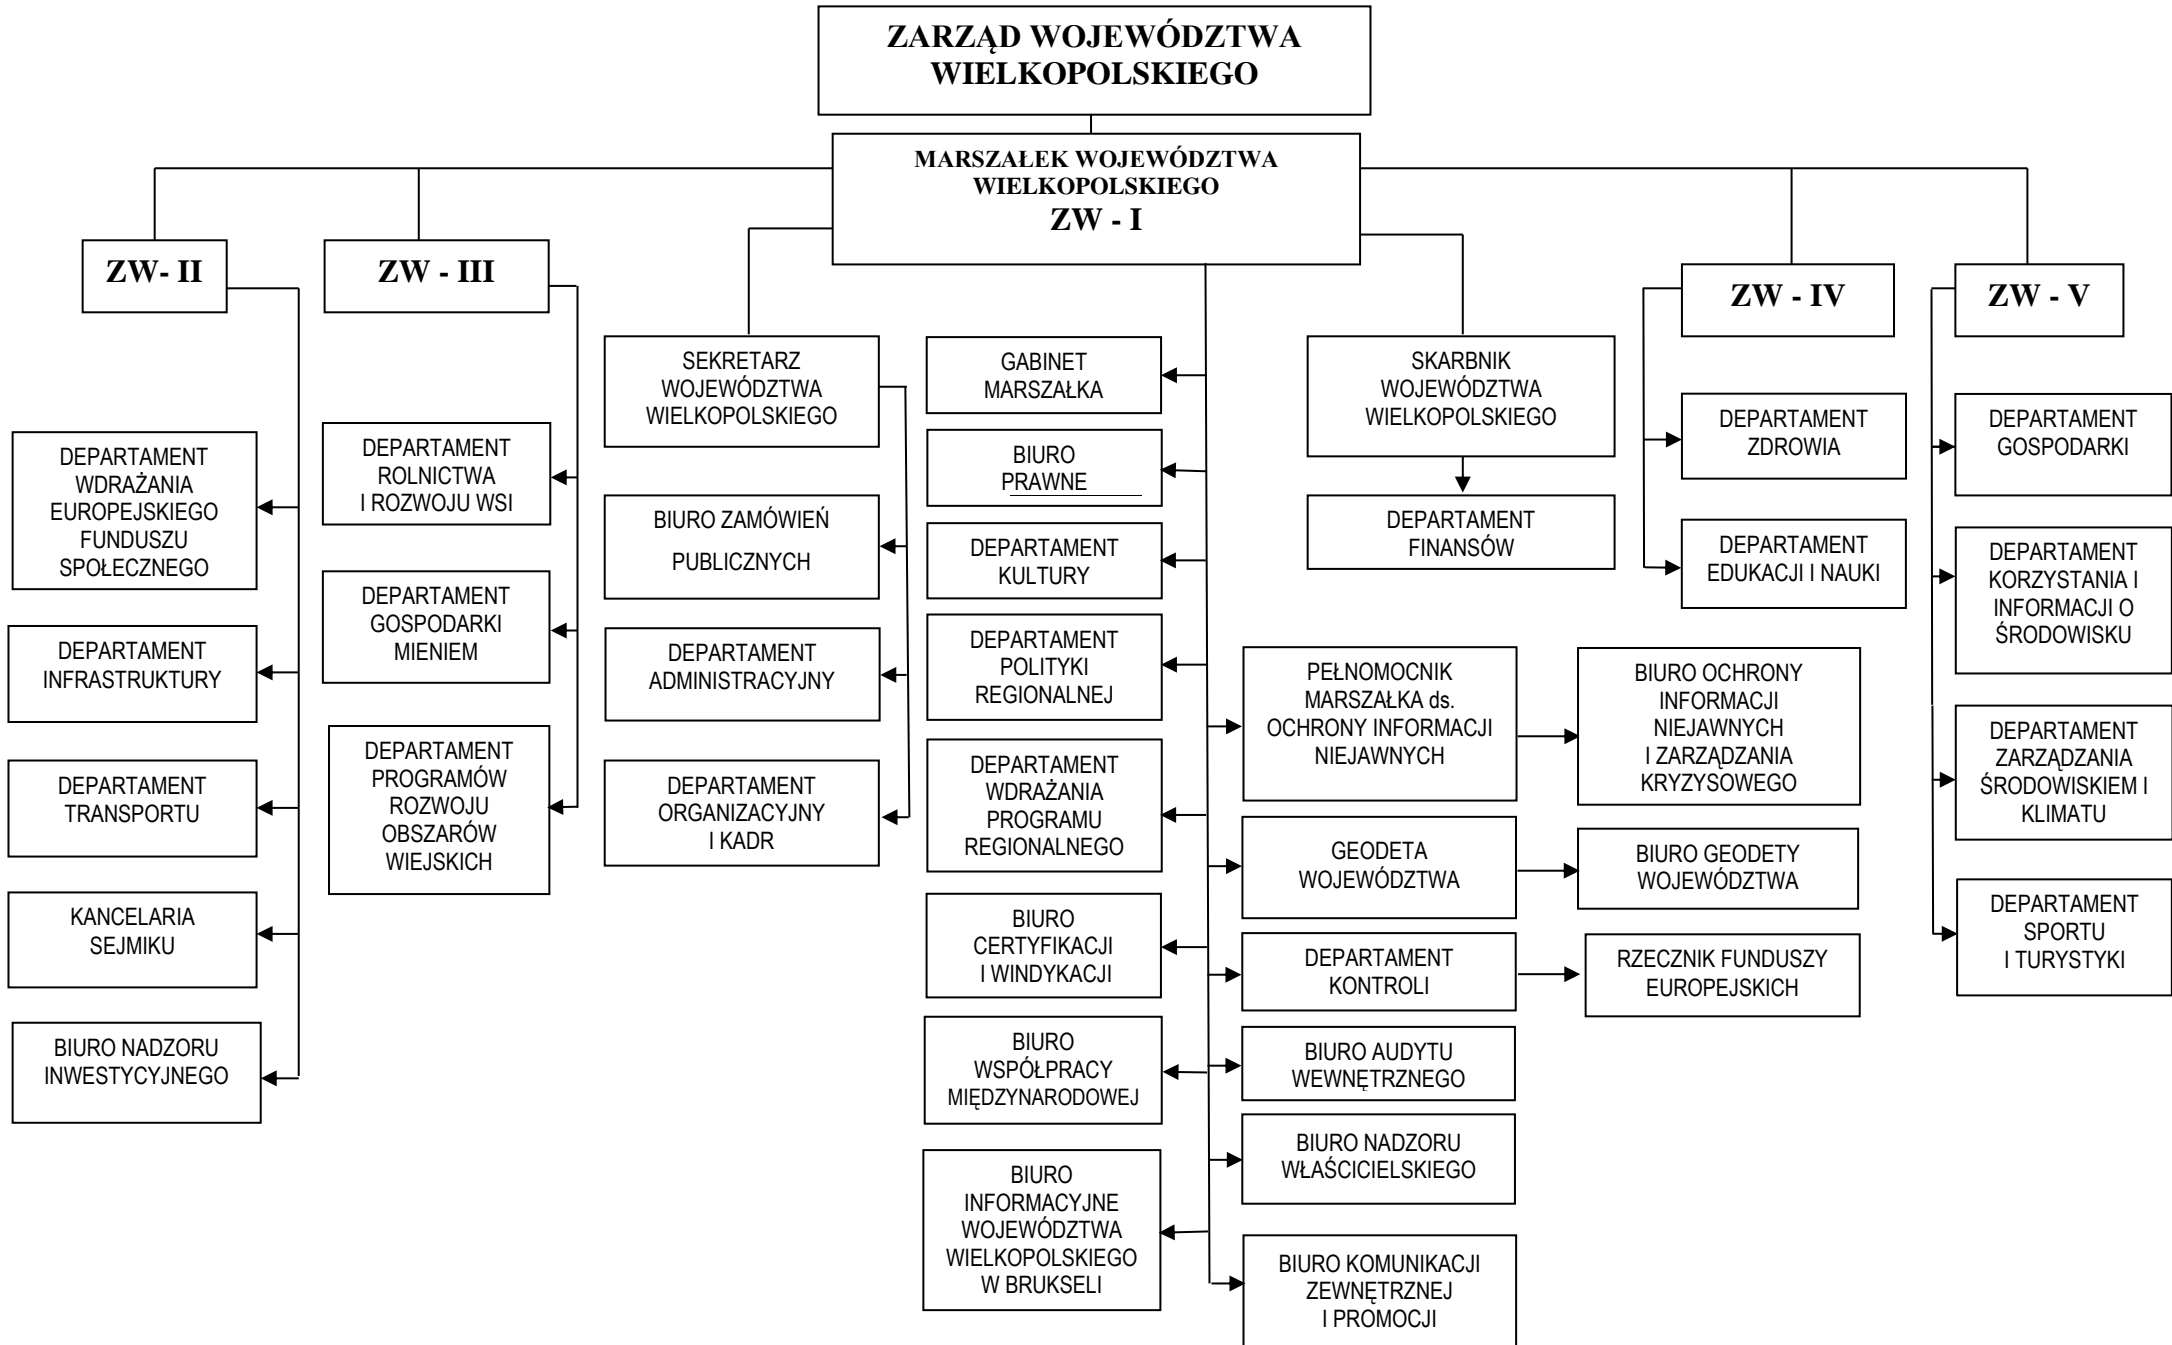 ZARZĄD WOJEWÓDZTWA
WIELKOPOLSKIEGO
MARSZAŁEK WOJEWÓDZTWA
WIELKOPOLSKIEGO
ZW - I
ZW- II
ZW - III
ZW - IV
ZW - V
DEPARTAMENT
WDRAŻANIA
EUROPEJSKIEGO
FUNDUSZU
SPOŁECZNEGO
DEPARTAMENT
INFRASTRUKTURY
DEPARTAMENT
TRANSPORTU
KANCELARIA
SEJMIKU
BIURO NADZORU
INWESTYCYJNEGO
DEPARTAMENT
ROLNICTWA
I ROZWOJU WSI
DEPARTAMENT
GOSPODARKI
MIENIEM
DEPARTAMENT
PROGRAMÓW
ROZWOJU
OBSZARÓW
WIEJSKICH
SEKRETARZ
WOJEWÓDZTWA
WIELKOPOLSKIEGO
BIURO ZAMÓWIEŃ
PUBLICZNYCH
DEPARTAMENT
ADMINISTRACYJNY
DEPARTAMENT
ORGANIZACYJNY
I KADR
GABINET
MARSZAŁKA
BIURO
PRAWNE
DEPARTAMENT
KULTURY
DEPARTAMENT
POLITYKI
REGIONALNEJ
DEPARTAMENT
WDRAŻANIA
PROGRAMU
REGIONALNEGO
BIURO
CERTYFIKACJI
I WINDYKACJI
BIURO
WSPÓŁPRACY
MIĘDZYNARODOWEJ
BIURO
INFORMACYJNE
WOJEWÓDZTWA
WIELKOPOLSKIEGO
W BRUKSELI
SKARBNIK
WOJEWÓDZTWA
WIELKOPOLSKIEGO
DEPARTAMENT
FINANSÓW
PEŁNOMOCNIK
MARSZAŁKA ds.
OCHRONY INFORMACJI
NIEJAWNYCH
BIURO OCHRONY
INFORMACJI
NIEJAWNYCH
I ZARZĄDZANIA
KRYZYSOWEGO
GEODETA
WOJEWÓDZTWA
BIURO GEODETY
WOJEWÓDZTWA
DEPARTAMENT
KONTROLI
RZECZNIK FUNDUSZY
EUROPEJSKICH
BIURO AUDYTU
WEWNĘTRZNEGO
BIURO NADZORU
WŁAŚCICIELSKIEGO
BIURO KOMUNIKACJI
ZEWNĘTRZNEJ
I PROMOCJI
DEPARTAMENT
ZDROWIA
DEPARTAMENT
EDUKACJI I NAUKI
DEPARTAMENT
GOSPODARKI
DEPARTAMENT
KORZYSTANIA I
INFORMACJI O
ŚRODOWISKU
DEPARTAMENT
ZARZĄDZANIA
ŚRODOWISKIEM I
KLIMATU
DEPARTAMENT
SPORTU
I TURYSTYKI